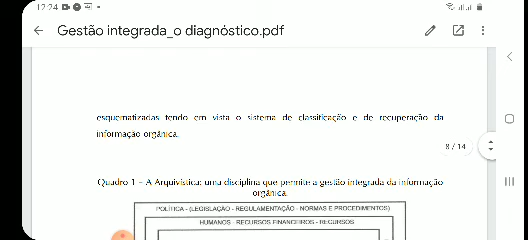 12:24
Gestão integrada_o diagnóstico.pdf
esquematizadas tendo em vista o sistema de classificação e de recuperação da
informação orgânica.
8 / 14
Quadro 1 – A Arquivística: uma disciplina que permite a gestão integrada da informação
orgânica.
POLÍTICA - (LEGISLAÇÃO - REGULAMENTAÇÃO - NORMAS E PROCEDIMENTOS)
HUMANOS - RECURSOS FINANCEIROS - RECURSOS